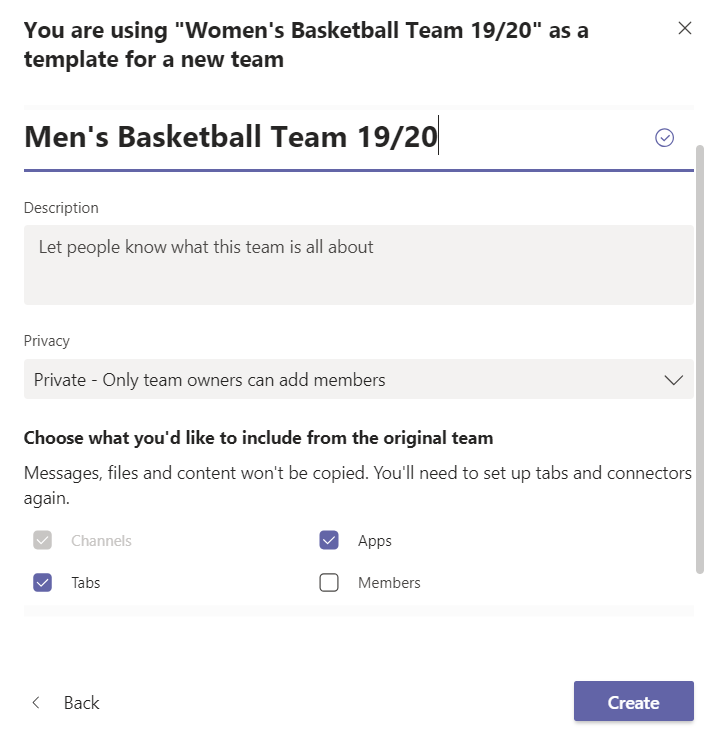 You are using "Women's Basketball Team 19/20" as a
template for a new team
Men's Basketball Team 19/20
Description
Let people know what this team is all about
Privacy
Private - Only team owners can add members
Choose what you'd like to include from the original team
Messages, files and content won't be copied. You'll need to set up tabs and connectors
again.
Channels
Apps
Tabs
Members
Back
Create